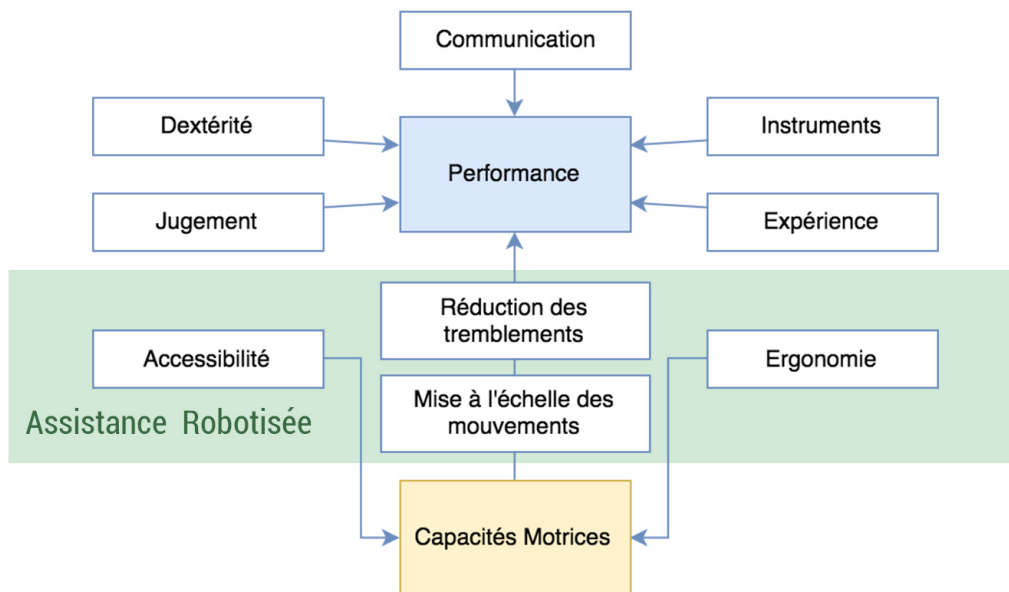 Communication
Dextérité
Instruments
Performance
Jugement
Expérience
Réduction des
tremblements
Accessibilité
Ergonomie
Mise à l'échelle des
mouvements
Assistance Robotisée
Capacités Motrices